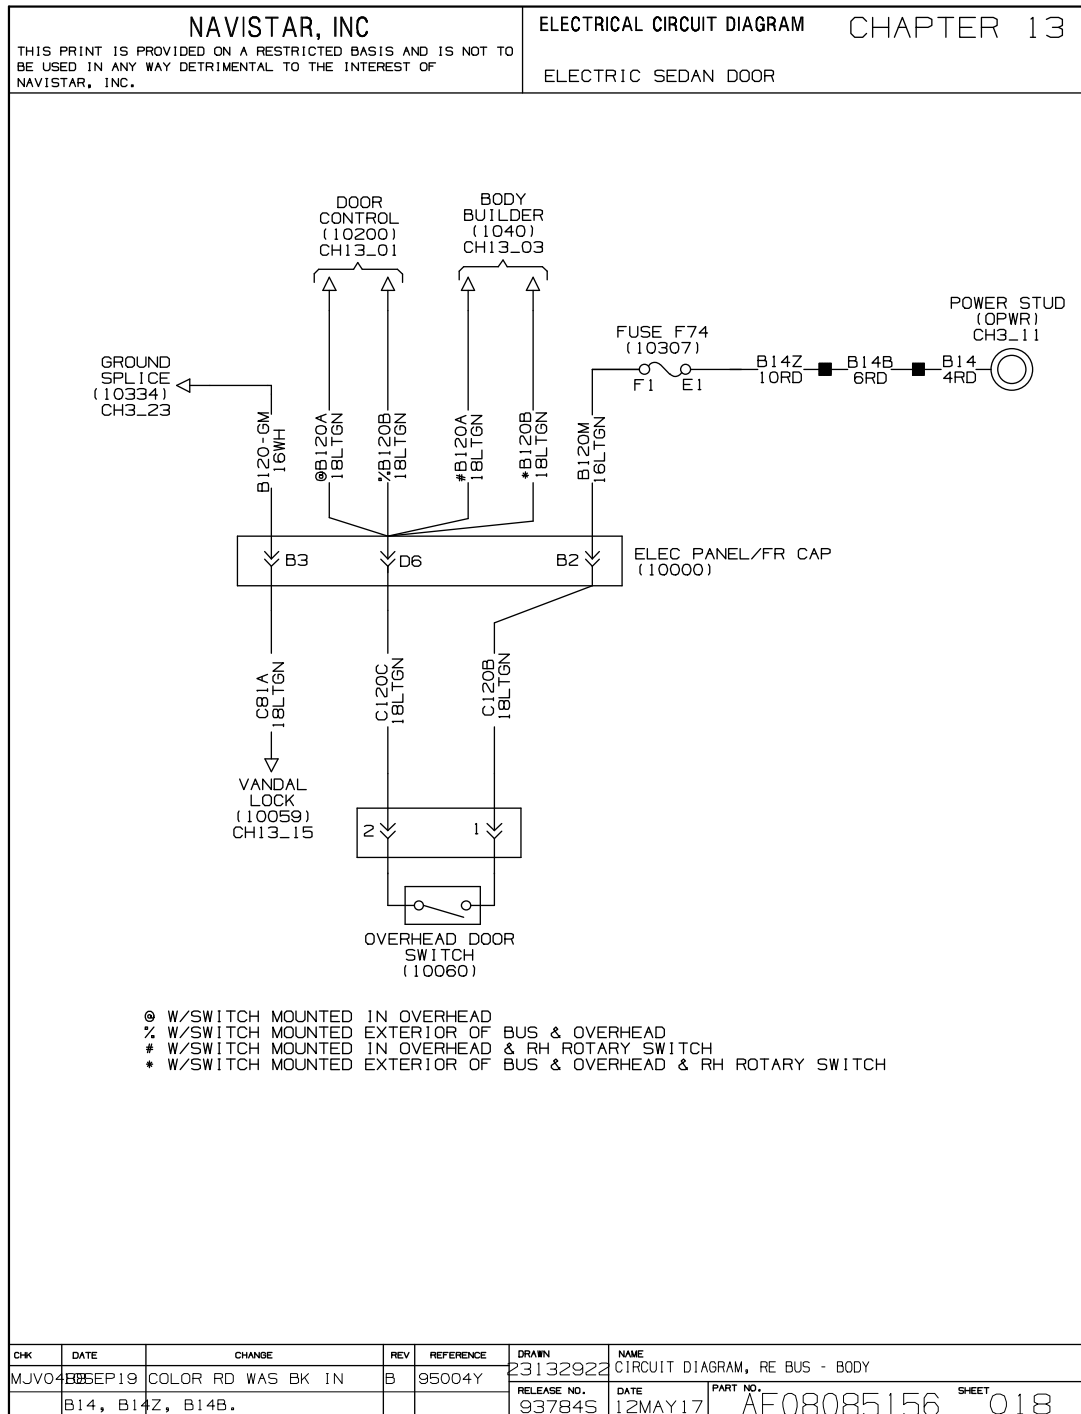 NAVISTAR, INC
THIS PRINT IS PROVIDED ON A RESTRICTED BASIS AND IS NOT TO
BE USED IN ANY WAY DETRIMENTAL TO THE INTEREST OF
NAVISTAR, INC.
ELECTRICAL CIRCUIT DIAGRAM
CHAPTER 13
ELECTRIC SEDAN DOOR
DOOR
CONTROL
(10200)
CH13_01
BODY
BUILDER
(1040)
CH13_03
POWER STUD
(OPWR)
CH3_11
FUSE F74
(10307)
F1
E1
B14Z
10RD
B14B
6RD
B14
4RD
GROUND
SPLICE
(10334)
CH3_23
B120-GM
16WH
@B120A
18LTGN
%B120B
18LTGN
#B120A
18LTGN
*B120B
18LTGN
B120M
16LTGN
B3
D6
B2
ELEC PANEL/FR CAP
(10000)
C81A
18LTGN
C120C
18LTGN
C120B
18LTGN
VANDAL
LOCK
(10059)
CH13_15
2
1
OVERHEAD DOOR
SWITCH
(10060)
@ W/SWITCH MOUNTED IN OVERHEAD
% W/SWITCH MOUNTED EXTERIOR OF BUS & OVERHEAD
# W/SWITCH MOUNTED IN OVERHEAD & RH ROTARY SWITCH
* W/SWITCH MOUNTED EXTERIOR OF BUS & OVERHEAD & RH ROTARY SWITCH
CHK
DATE
CHANGE
REV
REFERENCE
DRAWN
23132922
NAME
CIRCUIT DIAGRAM, RE BUS - BODY
COLOR RD WAS BK IN
B
95004Y
B14, B14Z, B14B.
RELEASE NO.
93784S
DATE
12MAY17
PART NO.
AE08085156
SHEET
018